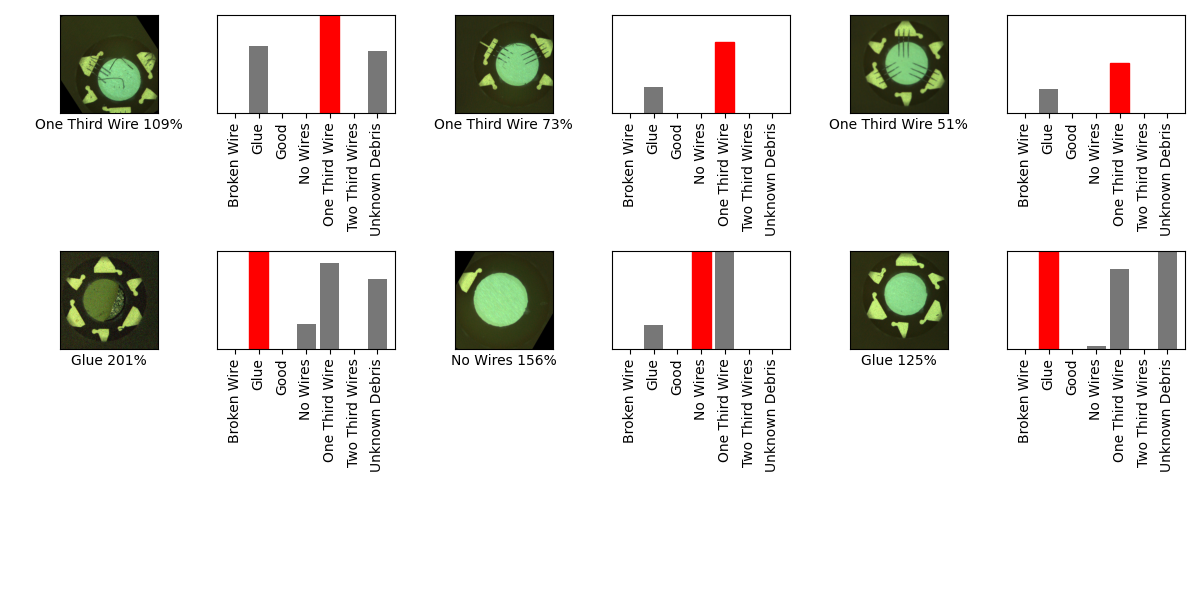 One Third Wire 109%
Broken Wire
Glue
Good
No Wires
One Third Wire
Two Third Wires
Unknown Debris
One Third Wire 73%
Broken Wire
Glue
Good
No Wires
One Third Wire
Two Third Wires
Unknown Debris
One Third Wire 51%
Broken Wire
Glue
Good
No Wires
One Third Wire
Two Third Wires
Unknown Debris
Glue 201%
Broken Wire
Glue
Good
No Wires
One Third Wire
Two Third Wires
Unknown Debris
No Wires 156%
Broken Wire
Glue
Good
No Wires
One Third Wire
Two Third Wires
Unknown Debris
Glue 125%
Broken Wire
Glue
Good
No Wires
One Third Wire
Two Third Wires
Unknown Debris